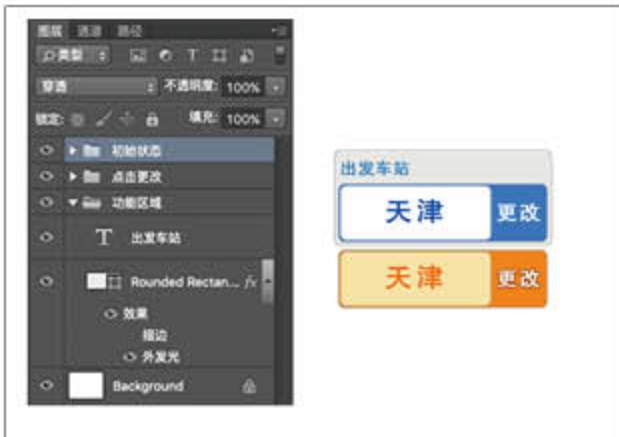 图层 通道 路径
类型
穿透 不透明度: 100%
锁定: 填充: 100%
初始状态
点击更改
功能区域
T 出发车站
Rounded Rectan... fx
效果
描边
外发光
Background
出发车站
天津 更改
天津 更改